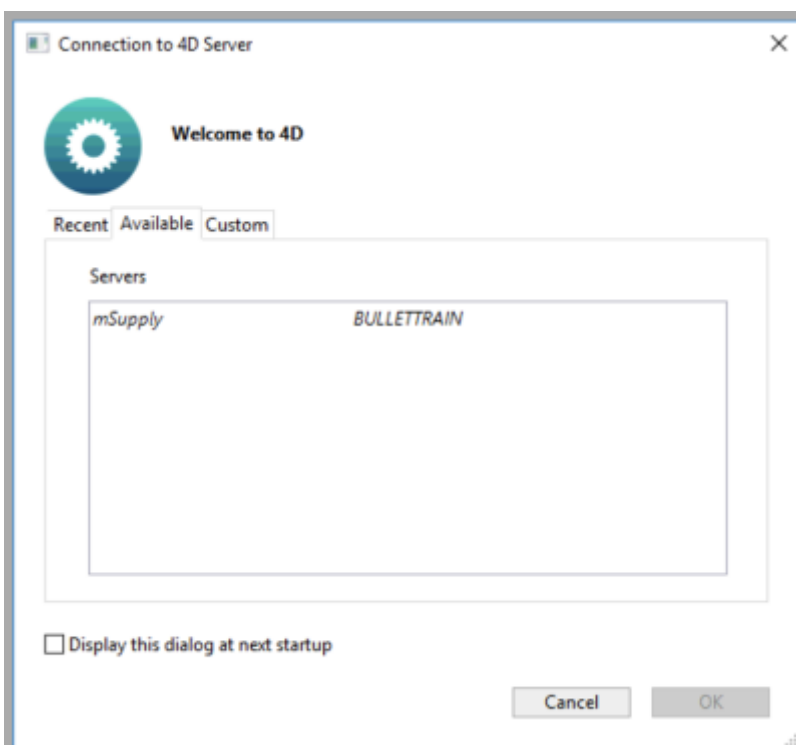 Connection to 4D Server
Welcome to 4D
Recent Available Custom
Servers
mSupply BULLETTRAIN
Display this dialog at next startup
Cancel OK